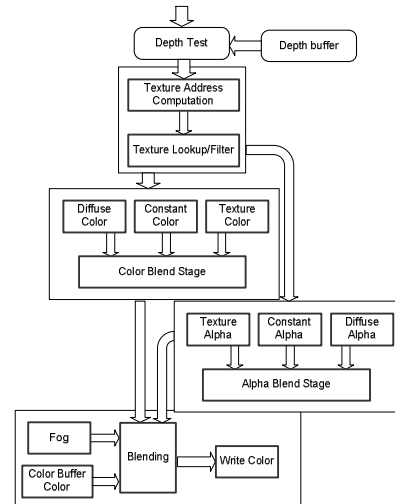 Depth Test
Depth buffer
Texture Address
Computation
Texture Lookup/Filter
Diffuse
Color
Constant
Color
Texture
Color
Color Blend Stage
Texture
Alpha
Constant
Alpha
Diffuse
Alpha
Alpha Blend Stage
Fog
Blending
Write Color
Color Buffer
Color